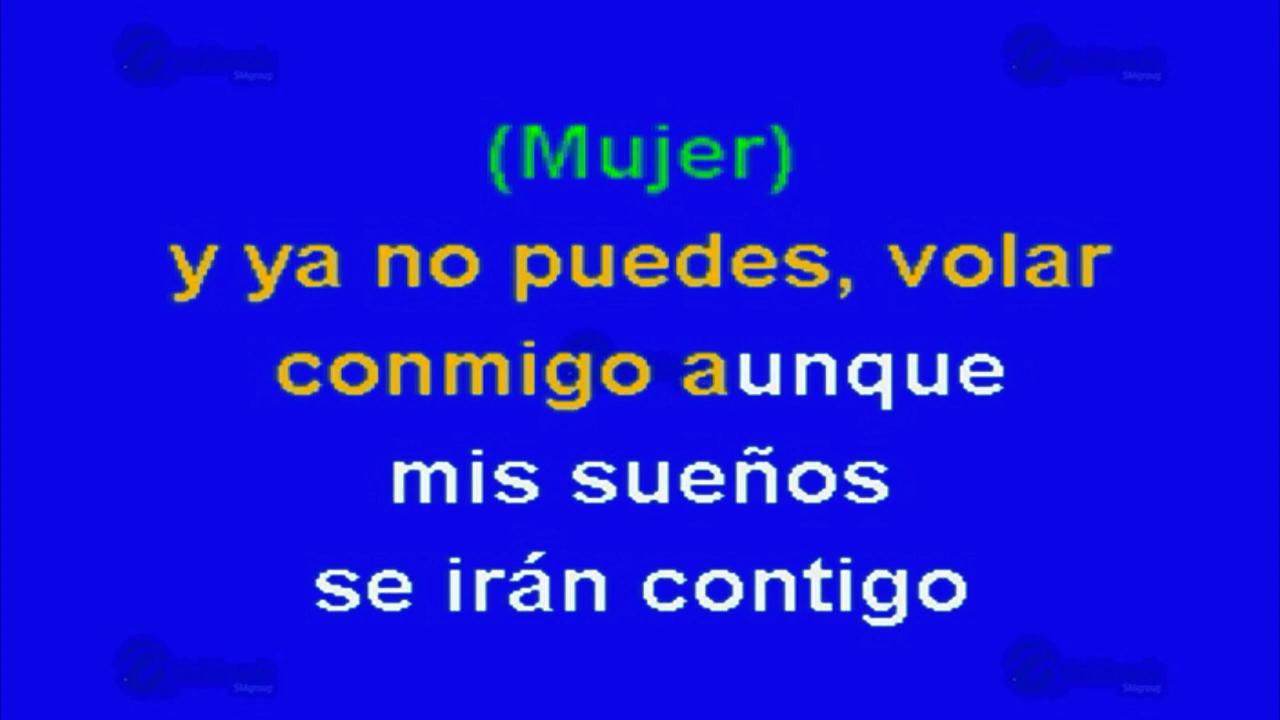 (Mujer)
y ya no puedes, volar
conmigo aunque
mis sueños
se irán contigo